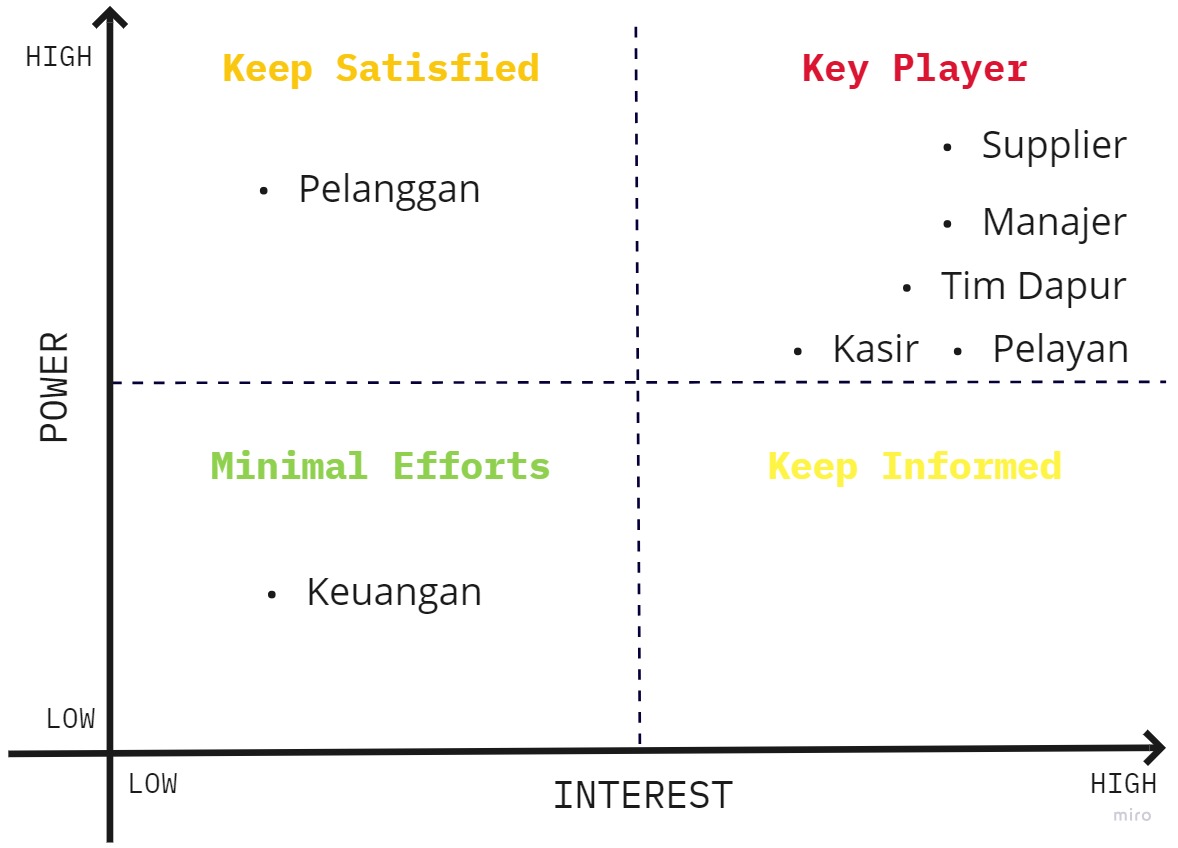 HIGH
Keep Satisfied
Key Player
• Supplier
• Pelanggan
• Manajer
• Tim Dapur
• Kasir • Pelayan
POWER
Minimal Efforts
Keep Informed
• Keuangan
LOW
LOW
INTEREST
HIGH
miro